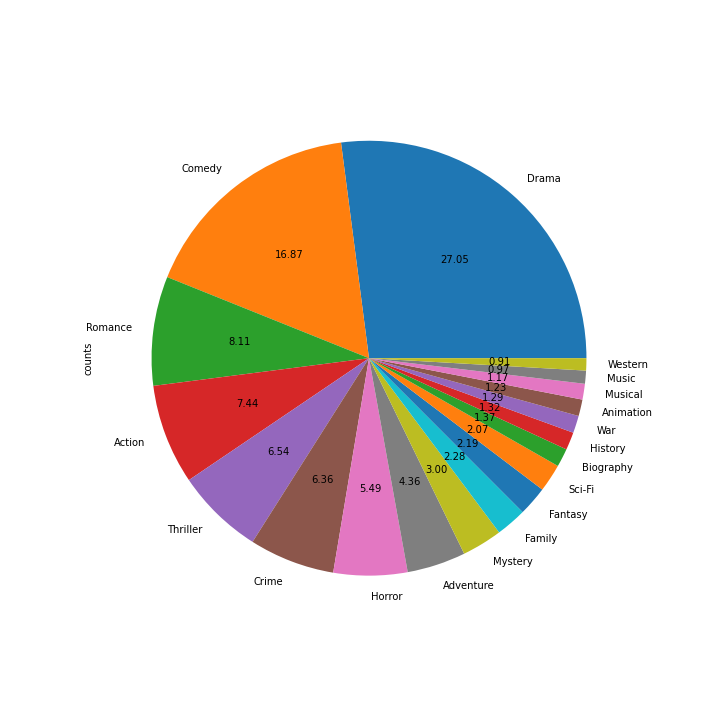 Drama
Comedy
27.05
16.87
Romance
8.11
counts
0.91
Western
0.97
Music
1.17
Musical
1.23
Animation
1.29
War
1.32
History
1.37
Biography
2.07
Sci-Fi
2.19
Fantasy
2.28
Family
3.00
Mystery
4.36
Adventure
5.49
Horror
6.36
Crime
6.54
Thriller
7.44
Action